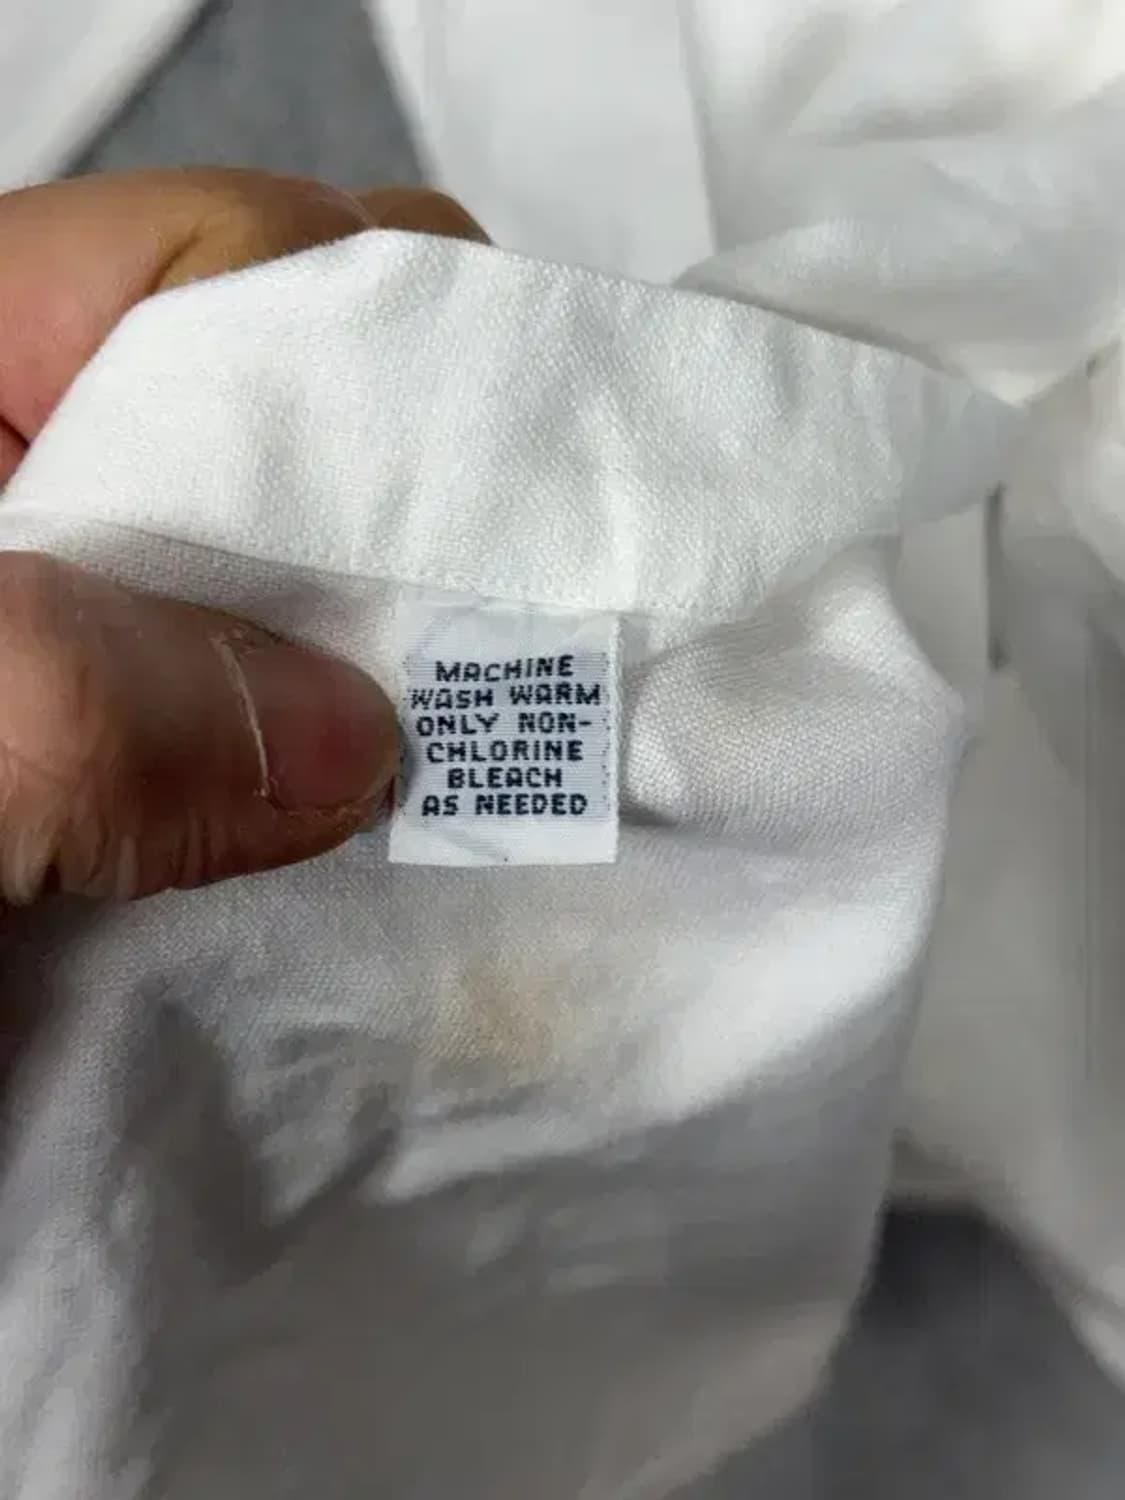 MACHINE
WASH WARM
ONLY NON-
CHLORINE
BLEACH
AS NEEDED